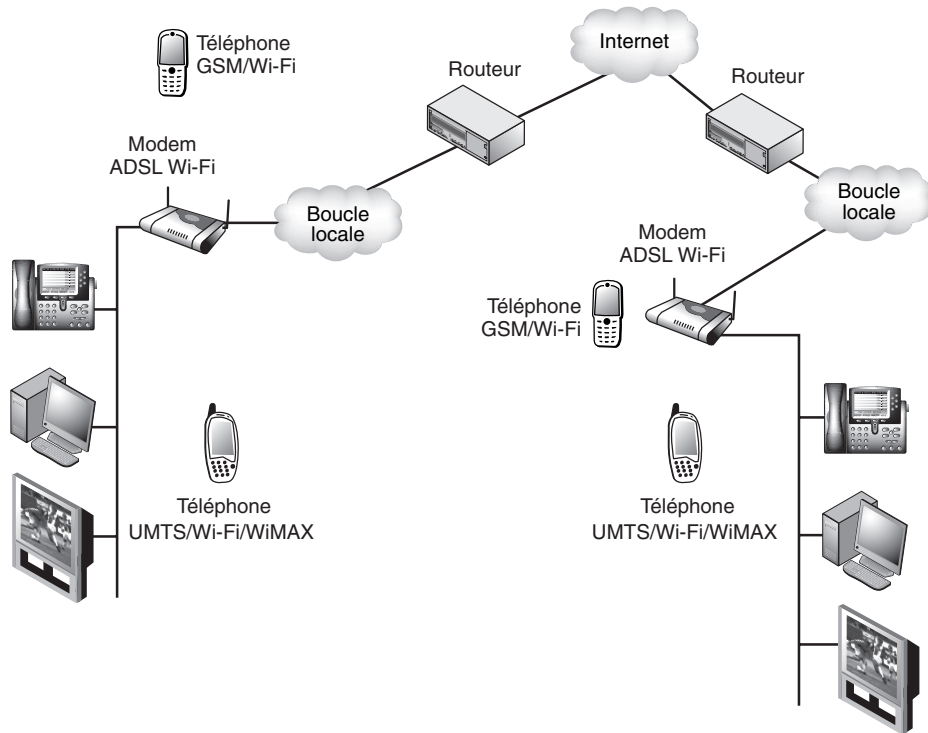 Internet
Téléphone
GSM/Wi-Fi
Routeur
Routeur
Modem
ADSL Wi-Fi
Boucle
locale
Boucle
locale
Modem
ADSL Wi-Fi
Téléphone
GSM/Wi-Fi
Téléphone
UMTS/Wi-Fi/WiMAX
Téléphone
UMTS/Wi-Fi/WiMAX